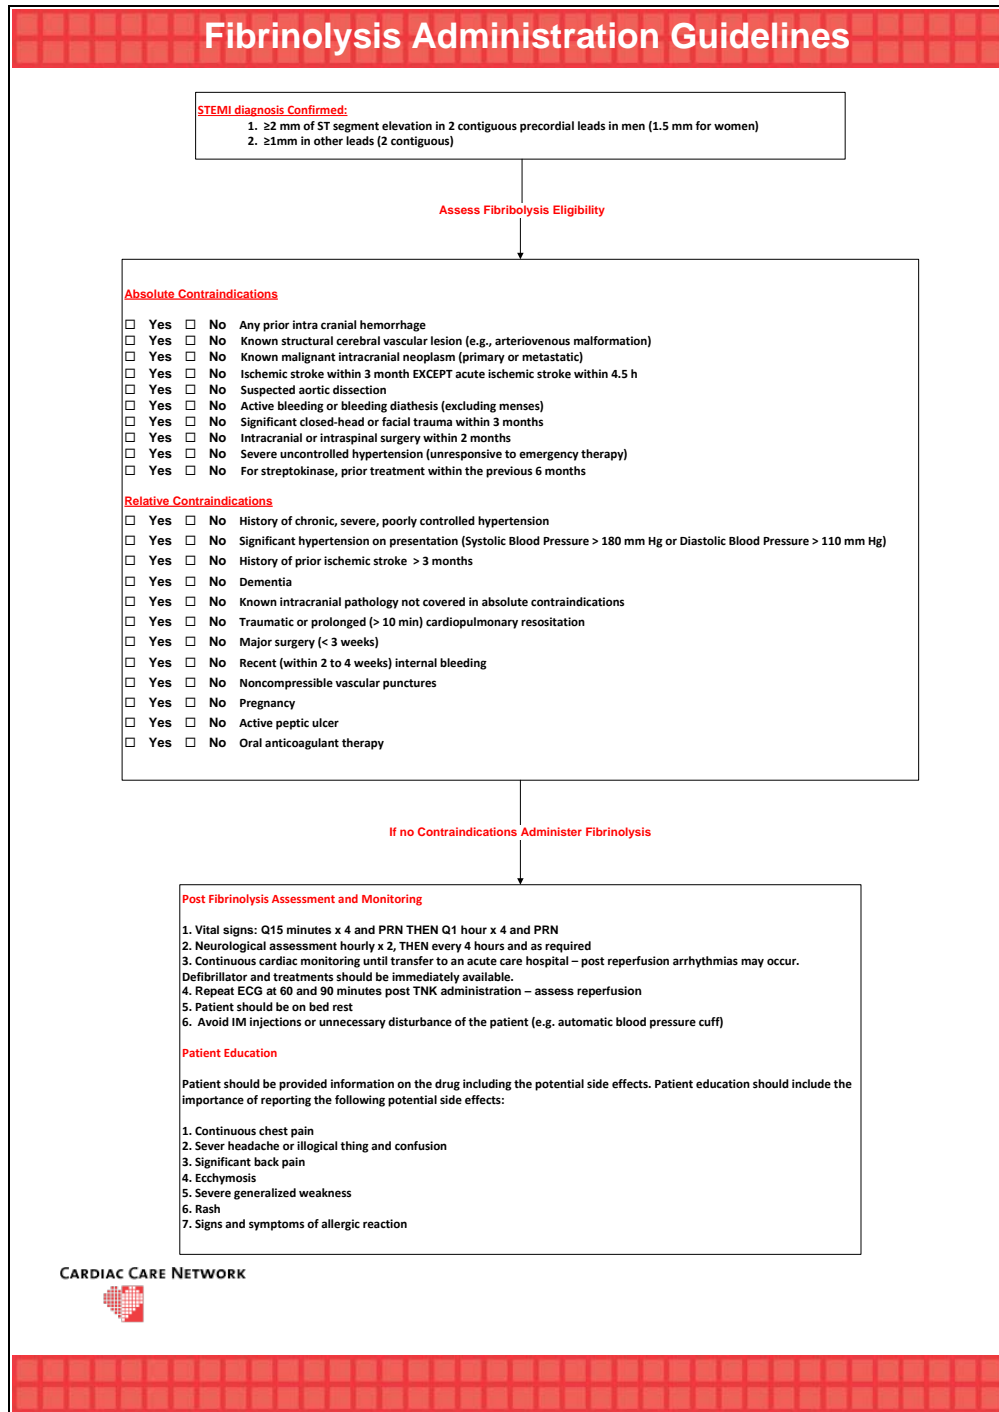 Fibrinolysis Administration Guidelines
STEMI diagnosis Confirmed:
1. ≥2 mm of ST segment elevation in 2 contiguous precordial leads in men (1.5 mm for women)
2. ≥1mm in other leads (2 contiguous)
Assess Fibribolysis Eligibility
Absolute Contraindications
☐ Yes ☐ No Any prior intra cranial hemorrhage
☐ Yes ☐ No Known structural cerebral vascular lesion (e.g., arteriovenous malformation)
☐ Yes ☐ No Known malignant intracranial neoplasm (primary or metastatic)
☐ Yes ☐ No Ischemic stroke within 3 month EXCEPT acute ischemic stroke within 4.5 h
☐ Yes ☐ No Suspected aortic dissection
☐ Yes ☐ No Active bleeding or bleeding diathesis (excluding menses)
☐ Yes ☐ No Significant closed-head or facial trauma within 3 months
☐ Yes ☐ No Intracranial or intraspinal surgery within 2 months
☐ Yes ☐ No Severe uncontrolled hypertension (unresponsive to emergency therapy)
☐ Yes ☐ No For streptokinase, prior treatment within the previous 6 months
Relative Contraindications
☐ Yes ☐ No History of chronic, severe, poorly controlled hypertension
☐ Yes ☐ No Significant hypertension on presentation (Systolic Blood Pressure > 180 mm Hg or Diastolic Blood Pressure > 110 mm Hg)
☐ Yes ☐ No History of prior ischemic stroke > 3 months
☐ Yes ☐ No Dementia
☐ Yes ☐ No Known intracranial pathology not covered in absolute contraindications
☐ Yes ☐ No Traumatic or prolonged (> 10 min) cardiopulmonary resositation
☐ Yes ☐ No Major surgery (< 3 weeks)
☐ Yes ☐ No Recent (within 2 to 4 weeks) internal bleeding
☐ Yes ☐ No Noncompressible vascular punctures
☐ Yes ☐ No Pregnancy
☐ Yes ☐ No Active peptic ulcer
☐ Yes ☐ No Oral anticoagulant therapy
If no Contraindications Administer Fibrinolysis
Post Fibrinolysis Assessment and Monitoring
1. Vital signs: Q15 minutes x 4 and PRN THEN Q1 hour x 4 and PRN
2. Neurological assessment hourly x 2, THEN every 4 hours and as required
3. Continuous cardiac monitoring until transfer to an acute care hospital – post reperfusion arrhythmias may occur.
Defibrillator and treatments should be immediately available.
4. Repeat ECG at 60 and 90 minutes post TNK administration – assess reperfusion
5. Patient should be on bed rest
6. Avoid IM injections or unnecessary disturbance of the patient (e.g. automatic blood pressure cuff)
Patient Education
Patient should be provided information on the drug including the potential side effects. Patient education should include the
importance of reporting the following potential side effects:
1. Continuous chest pain
2. Sever headache or illogical thing and confusion
3. Significant back pain
4. Ecchymosis
5. Severe generalized weakness
6. Rash
7. Signs and symptoms of allergic reaction
CARDIAC CARE NETWORK